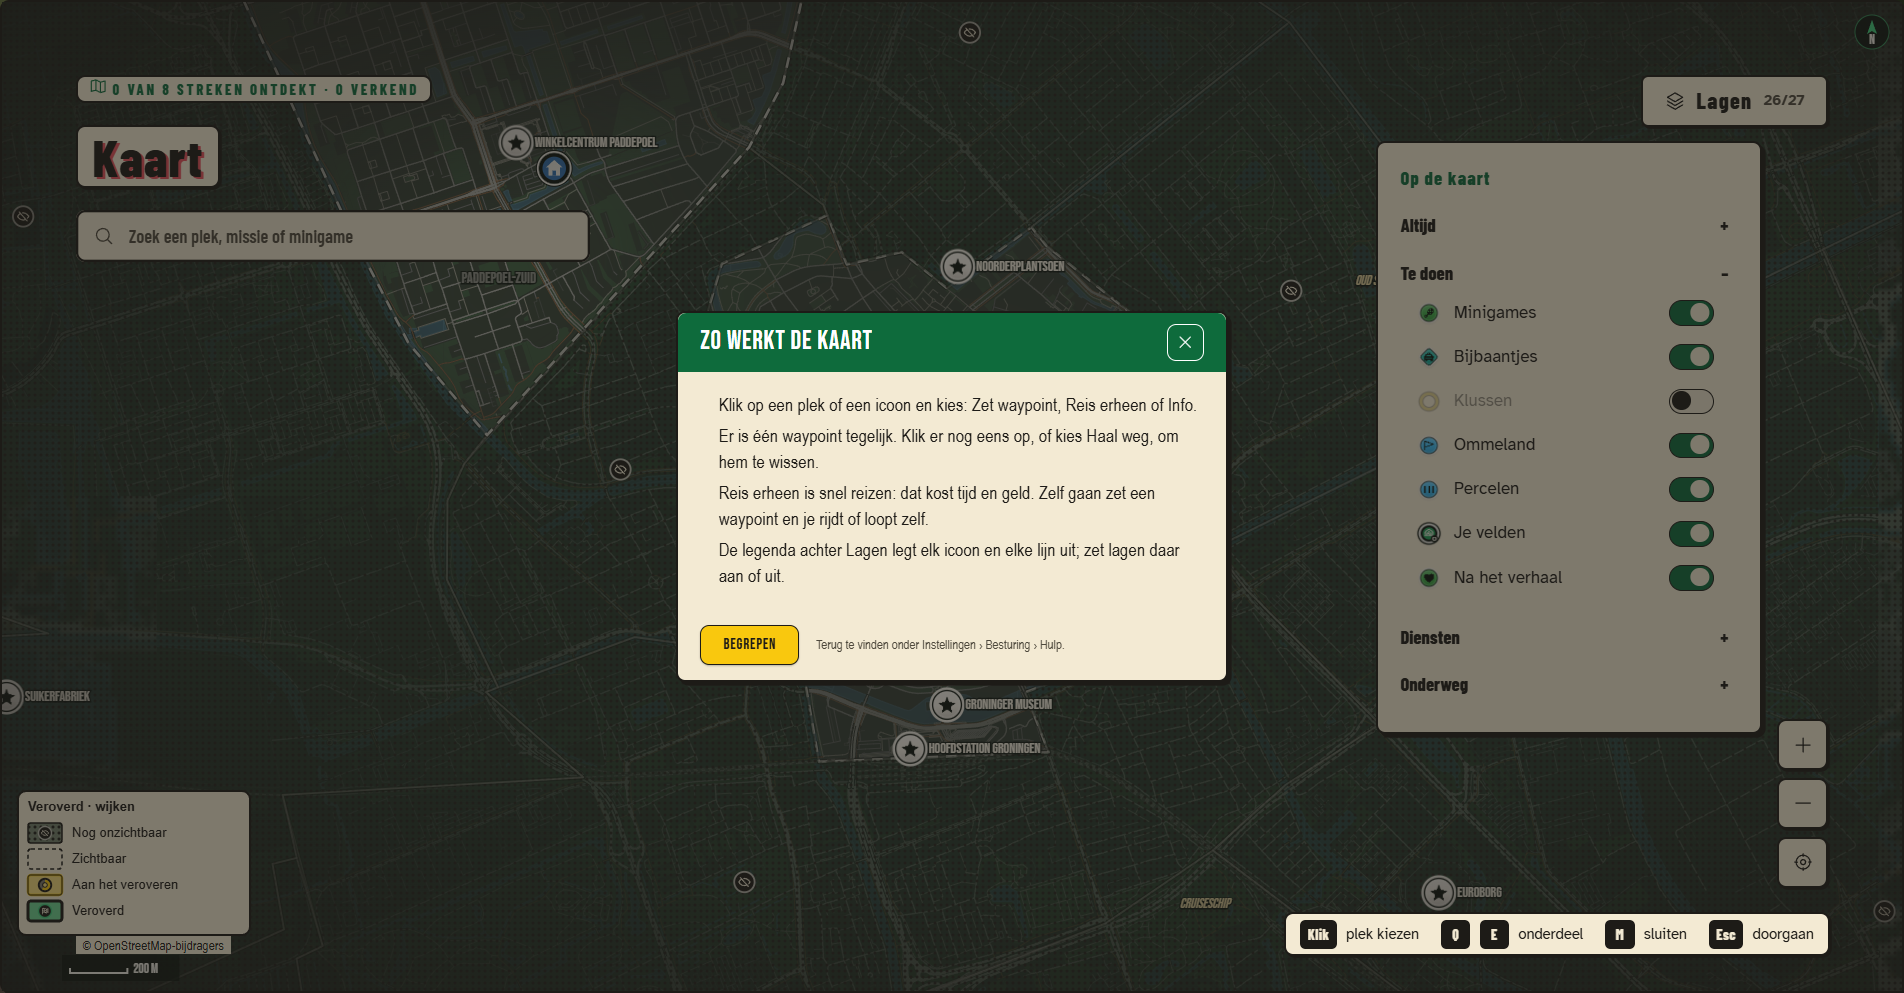 N
0 VAN 8 STREKEN ONTDEKT · 0 VERKEND
Lagen 26/27
Kaart
WINKELCENTRUM PADDEPOEL
Zoek een plek, missie of minigame
PADDEPOEL-ZUID
NOORDERPLANTSOEN
OUD S
Op de kaart
Altijd +
Te doen -
Minigames
Bijbaantjes
Klussen
Ommeland
Percelen
Je velden
Na het verhaal
Diensten +
Onderweg +
ZO WERKT DE KAART
Klik op een plek of een icoon en kies: Zet waypoint, Reis erheen of Info.
Er is één waypoint tegelijk. Klik er nog eens op, of kies Haal weg, om
hem te wissen.
Reis erheen is snel reizen: dat kost tijd en geld. Zelf gaan zet een
waypoint en je rijdt of loopt zelf.
De legenda achter Lagen legt elk icoon en elke lijn uit; zet lagen daar
aan of uit.
BEGREPEN
Terug te vinden onder Instellingen › Besturing › Hulp.
SUIKERFABRIEK
GRONINGER MUSEUM
HOOFDSTATION GRONINGEN
Veroverd · wijken
Nog onzichtbaar
Zichtbaar
Aan het veroveren
Veroverd
© OpenStreetMap-bijdragers
200 M
CRUISESCHIP
EUROBORG
Klik plek kiezen Q E onderdeel M sluiten Esc doorgaan